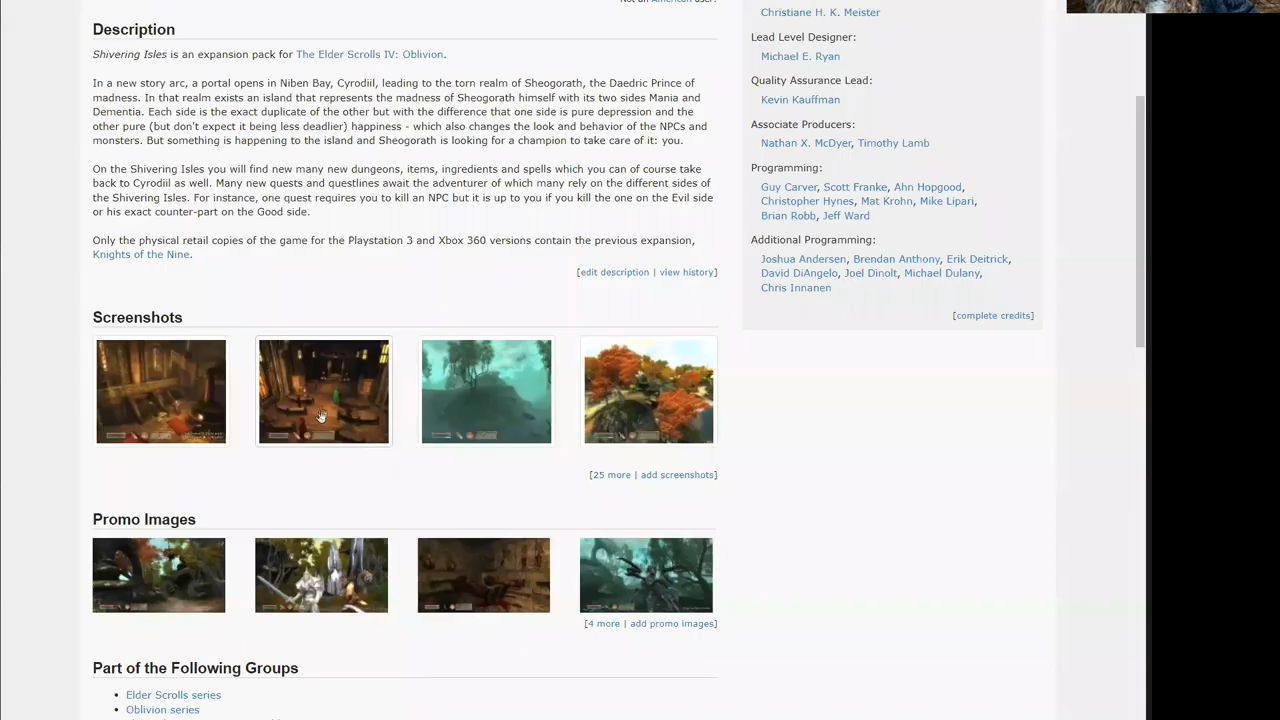 Not an American user?
Description
Shivering Isles is an expansion pack for The Elder Scrolls IV: Oblivion.
In a new story arc, a portal opens in Niben Bay, Cyrodiil, leading to the torn realm of Sheogorath, the Daedric Prince of
madness. In that realm exists an island that represents the madness of Sheogorath himself with its two sides Mania and
Dementia. Each side is the exact duplicate of the other but with the difference that one side is pure depression and the
other pure (but don't expect it being less deadlier) happiness - which also changes the look and behavior of the NPCs and
monsters. But something is happening to the island and Sheogorath is looking for a champion to take care of it: you.
On the Shivering Isles you will find new many new dungeons, items, ingredients and spells which you can of course take
back to Cyrodiil as well. Many new quests and questlines await the adventurer of which many rely on the different sides of
the Shivering Isles. For instance, one quest requires you to kill an NPC but it is up to you if you kill the one on the Evil side
or his exact counter-part on the Good side.
Only the physical retail copies of the game for the Playstation 3 and Xbox 360 versions contain the previous expansion,
Knights of the Nine.
[edit description | view history]
Screenshots
[25 more | add screenshots]
Promo Images
[4 more | add promo images]
Part of the Following Groups
• Elder Scrolls series
• Oblivion series
Christiane H. K. Meister
Lead Level Designer:
Michael E. Ryan
Quality Assurance Lead:
Kevin Kauffman
Associate Producers:
Nathan X. McDyer, Timothy Lamb
Programming:
Guy Carver, Scott Franke, Ahn Hopgood,
Christopher Hynes, Mat Krohn, Mike Lipari,
Brian Robb, Jeff Ward
Additional Programming:
Joshua Andersen, Brendan Anthony, Erik Deitrick,
David DiAngelo, Joel Dinolt, Michael Dulany,
Chris Innanen
[complete credits]